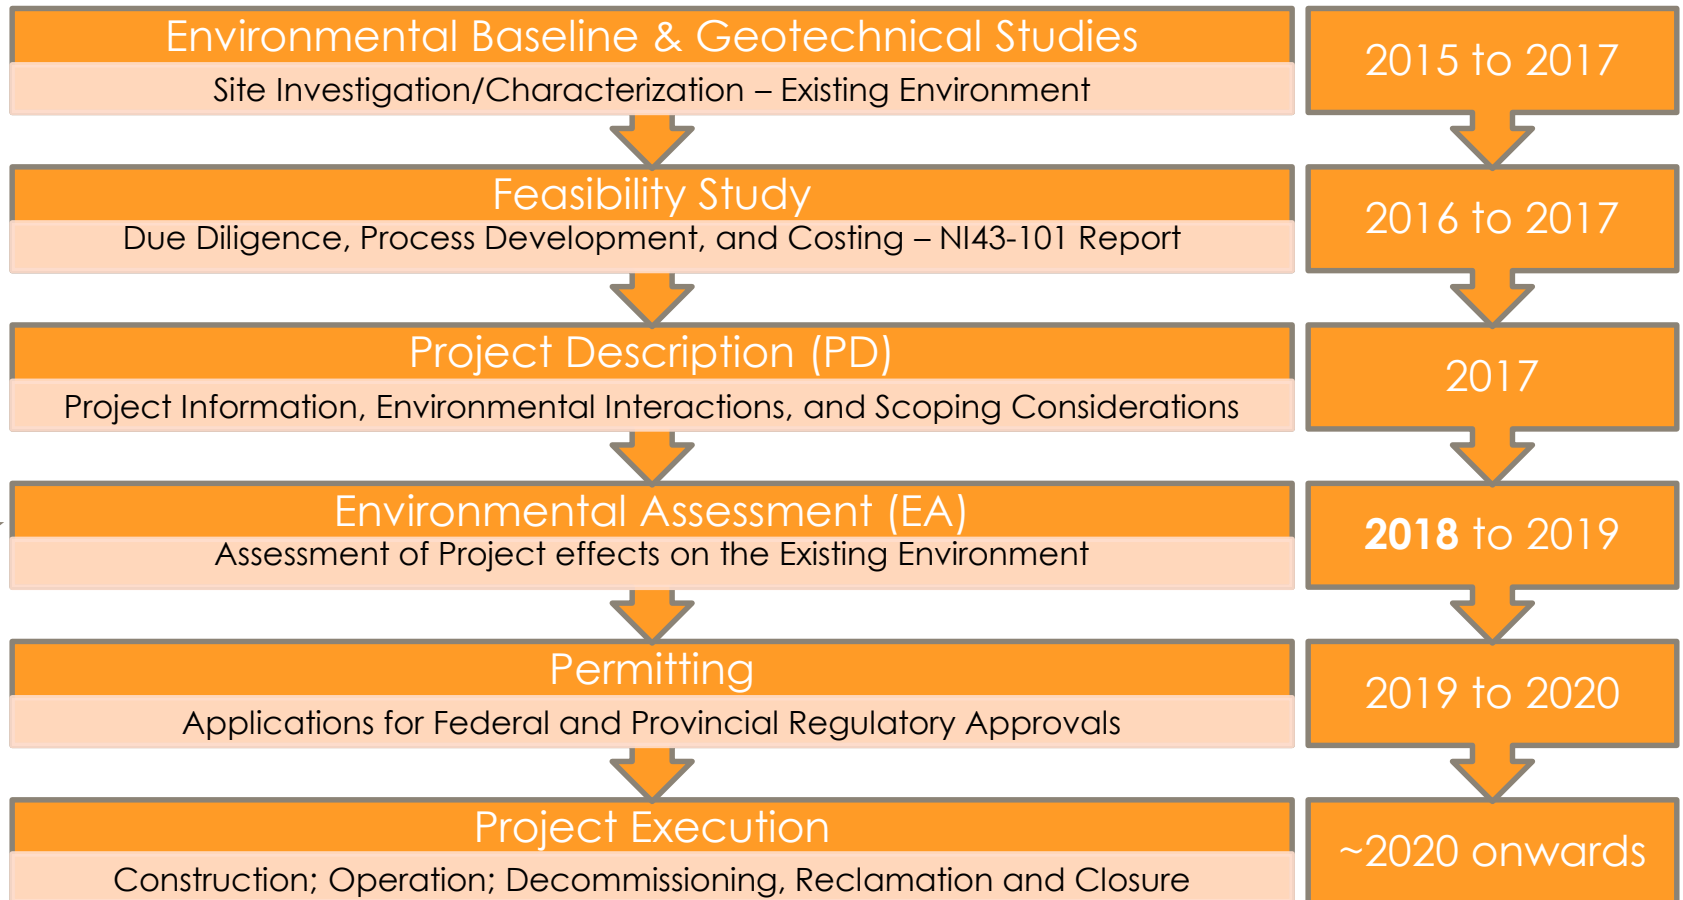 Environmental Baseline & Geotechnical Studies
Site Investigation/Characterization – Existing Environment
2015 to 2017
Feasibility Study
Due Diligence, Process Development, and Costing – NI43-101 Report
2016 to 2017
Project Description (PD)
Project Information, Environmental Interactions, and Scoping Considerations
2017
Environmental Assessment (EA)
Assessment of Project effects on the Existing Environment
2018 to 2019
Permitting
Applications for Federal and Provincial Regulatory Approvals
2019 to 2020
Project Execution
Construction; Operation; Decommissioning, Reclamation and Closure
~2020 onwards